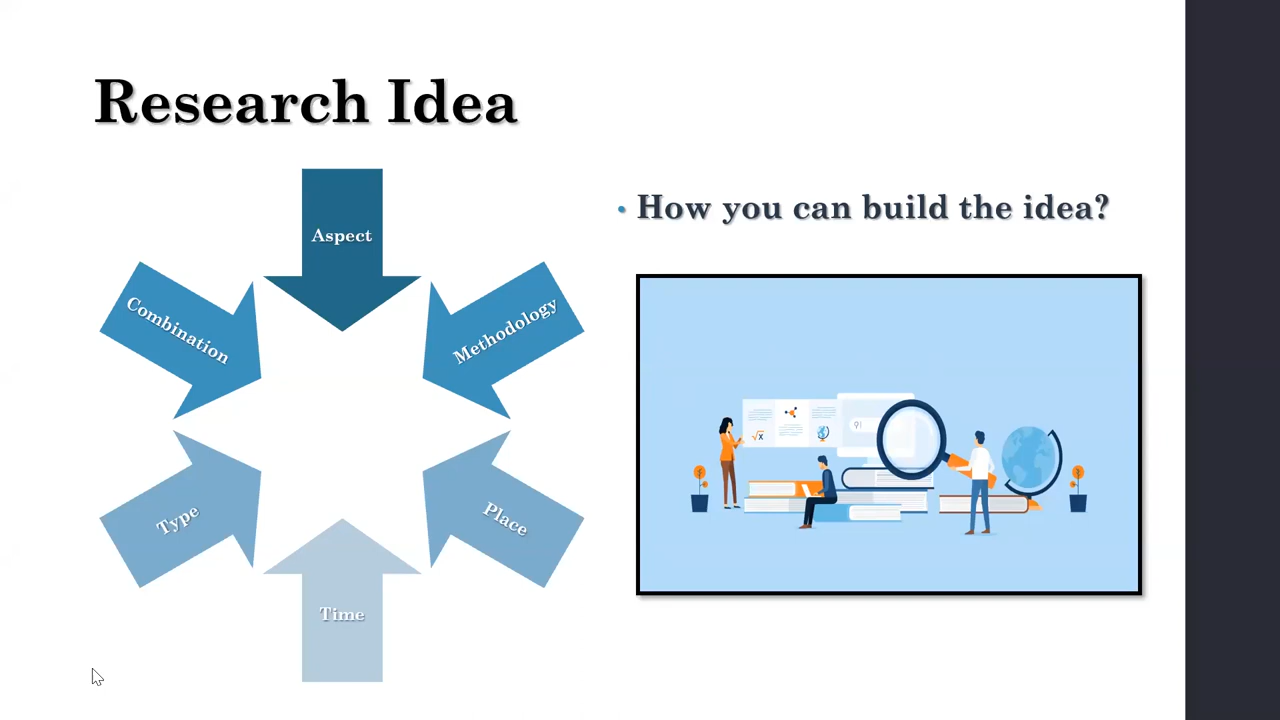 Research Idea
Aspect
Combination
Methodology
Type
Place
Time
• How you can build the idea?
√x